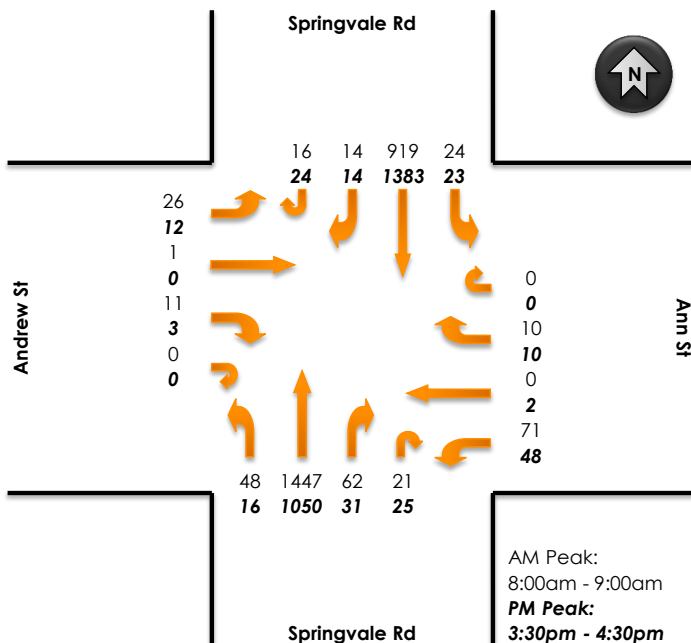 Springvale Rd
N
16 14 919 24
24 14 1383 23
26
12
1
0
11
3
0
0
Andrew St
0
0
10
10
0
2
71
48
Ann St
48 1447 62 21
16 1050 31 25
AM Peak:
8:00am - 9:00am
PM Peak:
3:30pm - 4:30pm
Springvale Rd